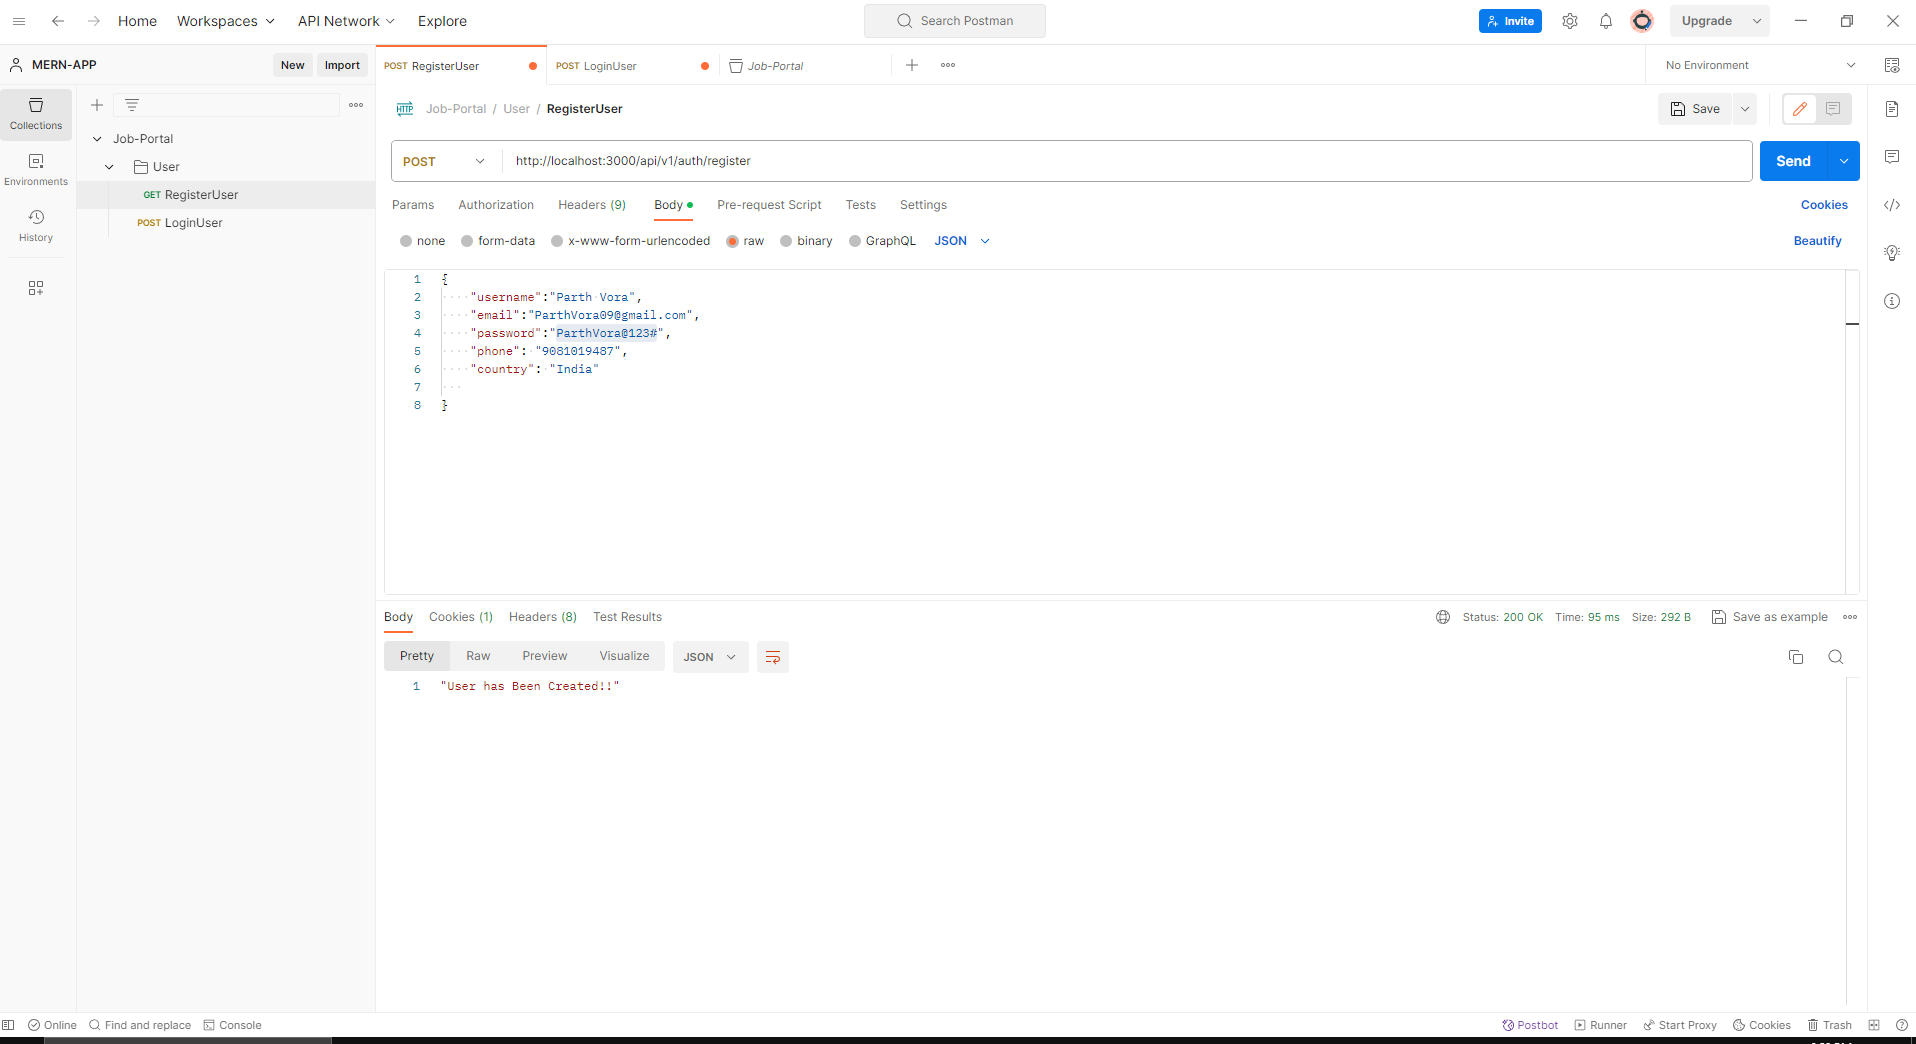 Home Workspaces API Network Explore Search Postman Invite Upgrade
MERN-APP New Import POST RegisterUser POST LoginUser Job-Portal No Environment
Collections
Environments
History
Job-Portal
User
GET RegisterUser
POST LoginUser
HTTP Job-Portal / User / RegisterUser Save
POST http://localhost:3000/api/v1/auth/register Send
Params Authorization Headers (9) Body Pre-request Script Tests Settings Cookies
none form-data x-www-form-urlencoded raw binary GraphQL JSON Beautify
1 {
2 "username":"Parth Vora",
3 "email":"ParthVora09@gmail.com",
4 "password":"ParthVora@123#",
5 "phone": "9081019487",
6 "country": "India"
7
8 }
Body Cookies (1) Headers (8) Test Results Status: 200 OK Time: 95 ms Size: 292 B Save as example
Pretty Raw Preview Visualize JSON
1 "User has Been Created!!"
Online Find and replace Console Postbot Runner Start Proxy Cookies Trash